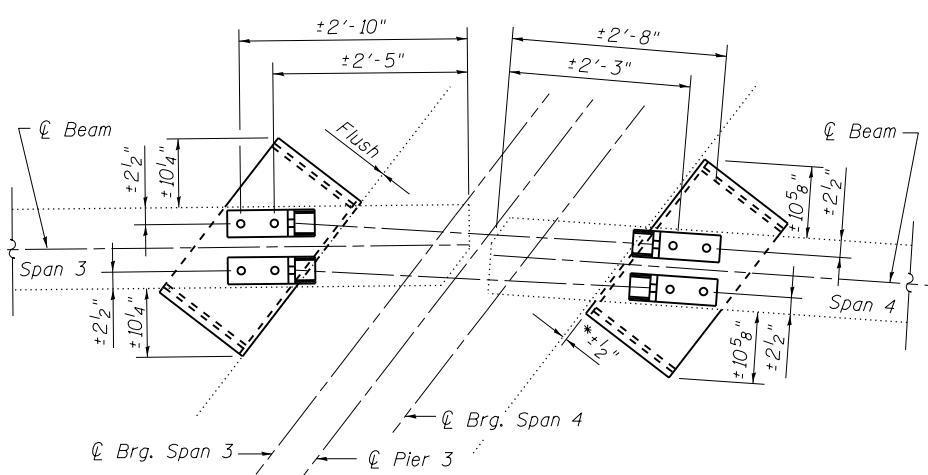 ±2'-10"
±2'-5"
±2'-8"
±2'-3"
℄ Beam
℄ Beam
Flush
±2½"
±10¼"
±10⅝"
±2½"
Span 3
Span 4
±2½"
±10¼"
*±½"
±10⅝"
±2½"
℄ Brg. Span 3
℄ Pier 3
℄ Brg. Span 4